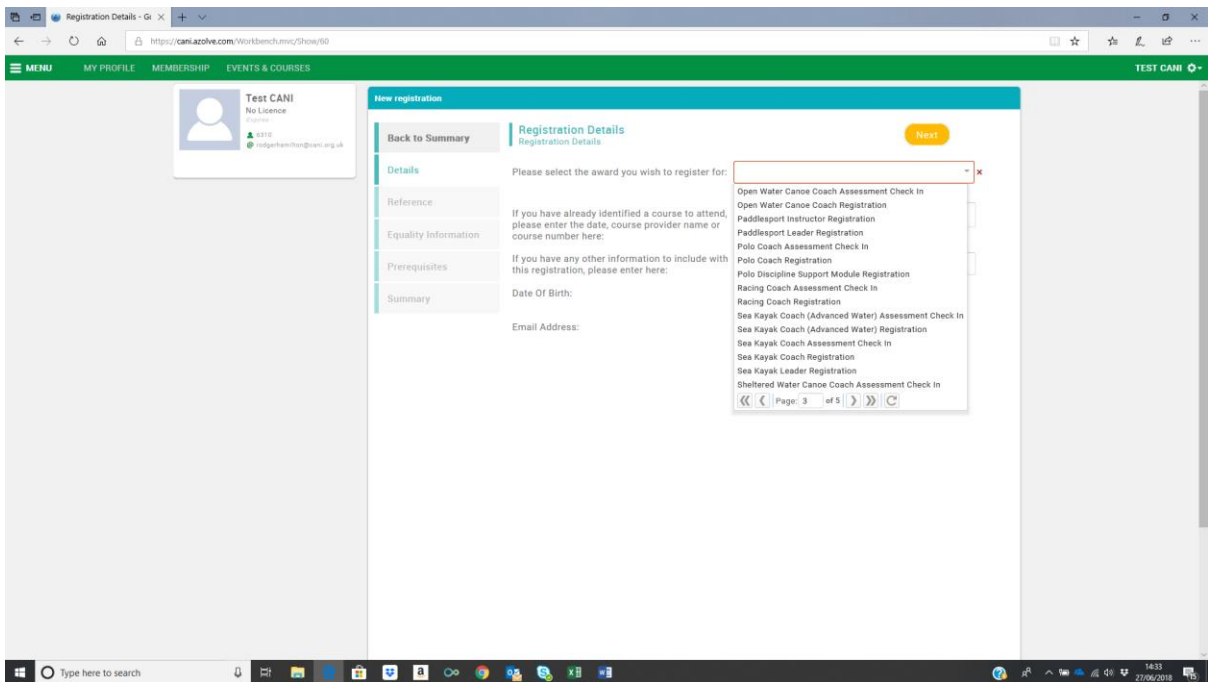 Registration Details - Gr
https://cani.azolve.com/Workbench.mvc/Show/60
MENU MY PROFILE MEMBERSHIP EVENTS & COURSES TEST CANI
Test CANI
No Licence
Expires
6310
rodgerhamilton@cani.org.uk
New registration
Back to Summary
Details
Reference
Equality Information
Prerequisites
Summary
Registration Details
Registration Details
Next
Please select the award you wish to register for:
If you have already identified a course to attend,
please enter the date, course provider name or
course number here:
If you have any other information to include with
this registration, please enter here:
Date Of Birth:
Email Address:
Open Water Canoe Coach Assessment Check In
Open Water Canoe Coach Registration
Paddlesport Instructor Registration
Paddlesport Leader Registration
Polo Coach Assessment Check In
Polo Coach Registration
Polo Discipline Support Module Registration
Racing Coach Assessment Check In
Racing Coach Registration
Sea Kayak Coach (Advanced Water) Assessment Check In
Sea Kayak Coach (Advanced Water) Registration
Sea Kayak Coach Assessment Check In
Sea Kayak Coach Registration
Sea Kayak Leader Registration
Sheltered Water Canoe Coach Assessment Check In
Page: 3 of 5
Type here to search
14:33
27/06/2018